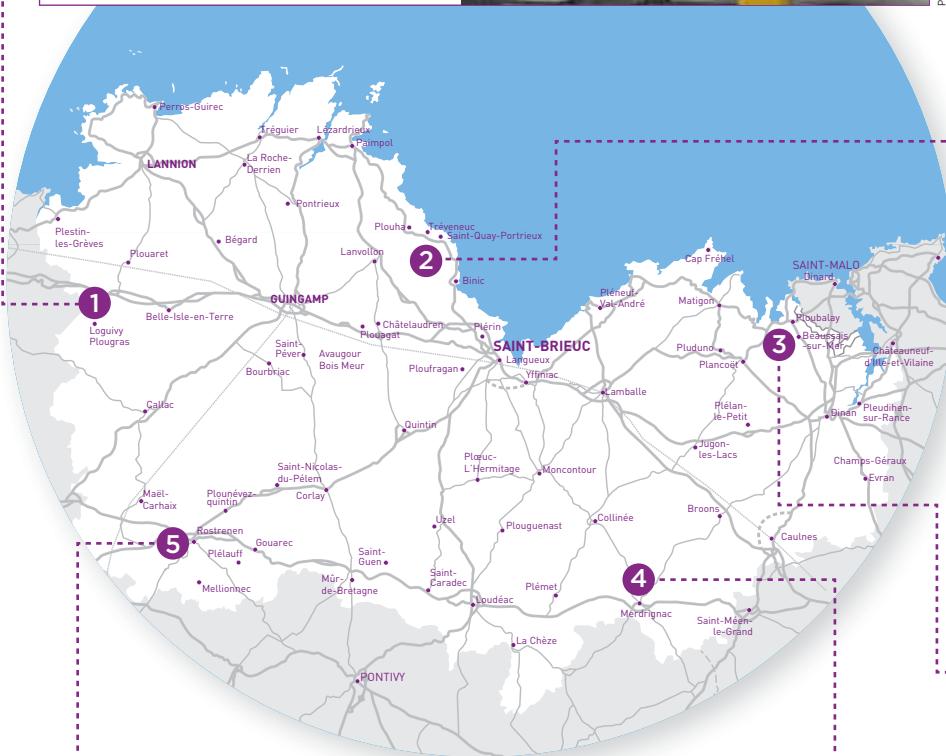 Perros-Guirec
Tréguier
Lézardrieux
Paimpol
LANNION
La Roche-
Derrien
Pontrieux
Plestin-
les-Grèves
Bégard
Plouaret
Plouha
Tréveneuc
Saint-Quay-Portrieux
Lanvollon
2
Binic
Cap Fréhel
SAINT-MALO
Dinard
1
GUINGAMP
Belle-Isle-en-Terre
Loguivy
Plougras
Châtelaudren
Plouagat
Plérin
Pléneuf-
Val-André
Matigon
Ploubalay
Beaussais
-sur-Mer
3
Châteauneuf-
d'Ille-et-Vilaine
SAINT-BRIEUC
Langueux
Yffiniac
Saint-
Péver
Avaugour
Bois Meur
Bourbriac
Ploufragan
Pluduno
Plancoët
Lamballe
Plélan-
le-Petit
Dinan
Pleudihen-
sur-Rance
Callac
Quintin
Jugon-
les-Lacs
Champs-Géraux
Evran
Plœuc-
L'Hermitage
Moncontour
Saint-Nicolas-
du-Pélem
Corlay
Maël-
Carhaix
Plounévez-
quintin
Rostrenen
5
Gouarec
Plélauff
Mellionnec
Uzel
Plouguenast
Collinée
Broons
Caulnes
Saint-
Guen
Mûr-
de-Bretagne
Saint-
Caradec
Loudéac
Plémet
4
Merdrignac
Saint-Méen-
le-Grand
La Chèze
PONTIVY